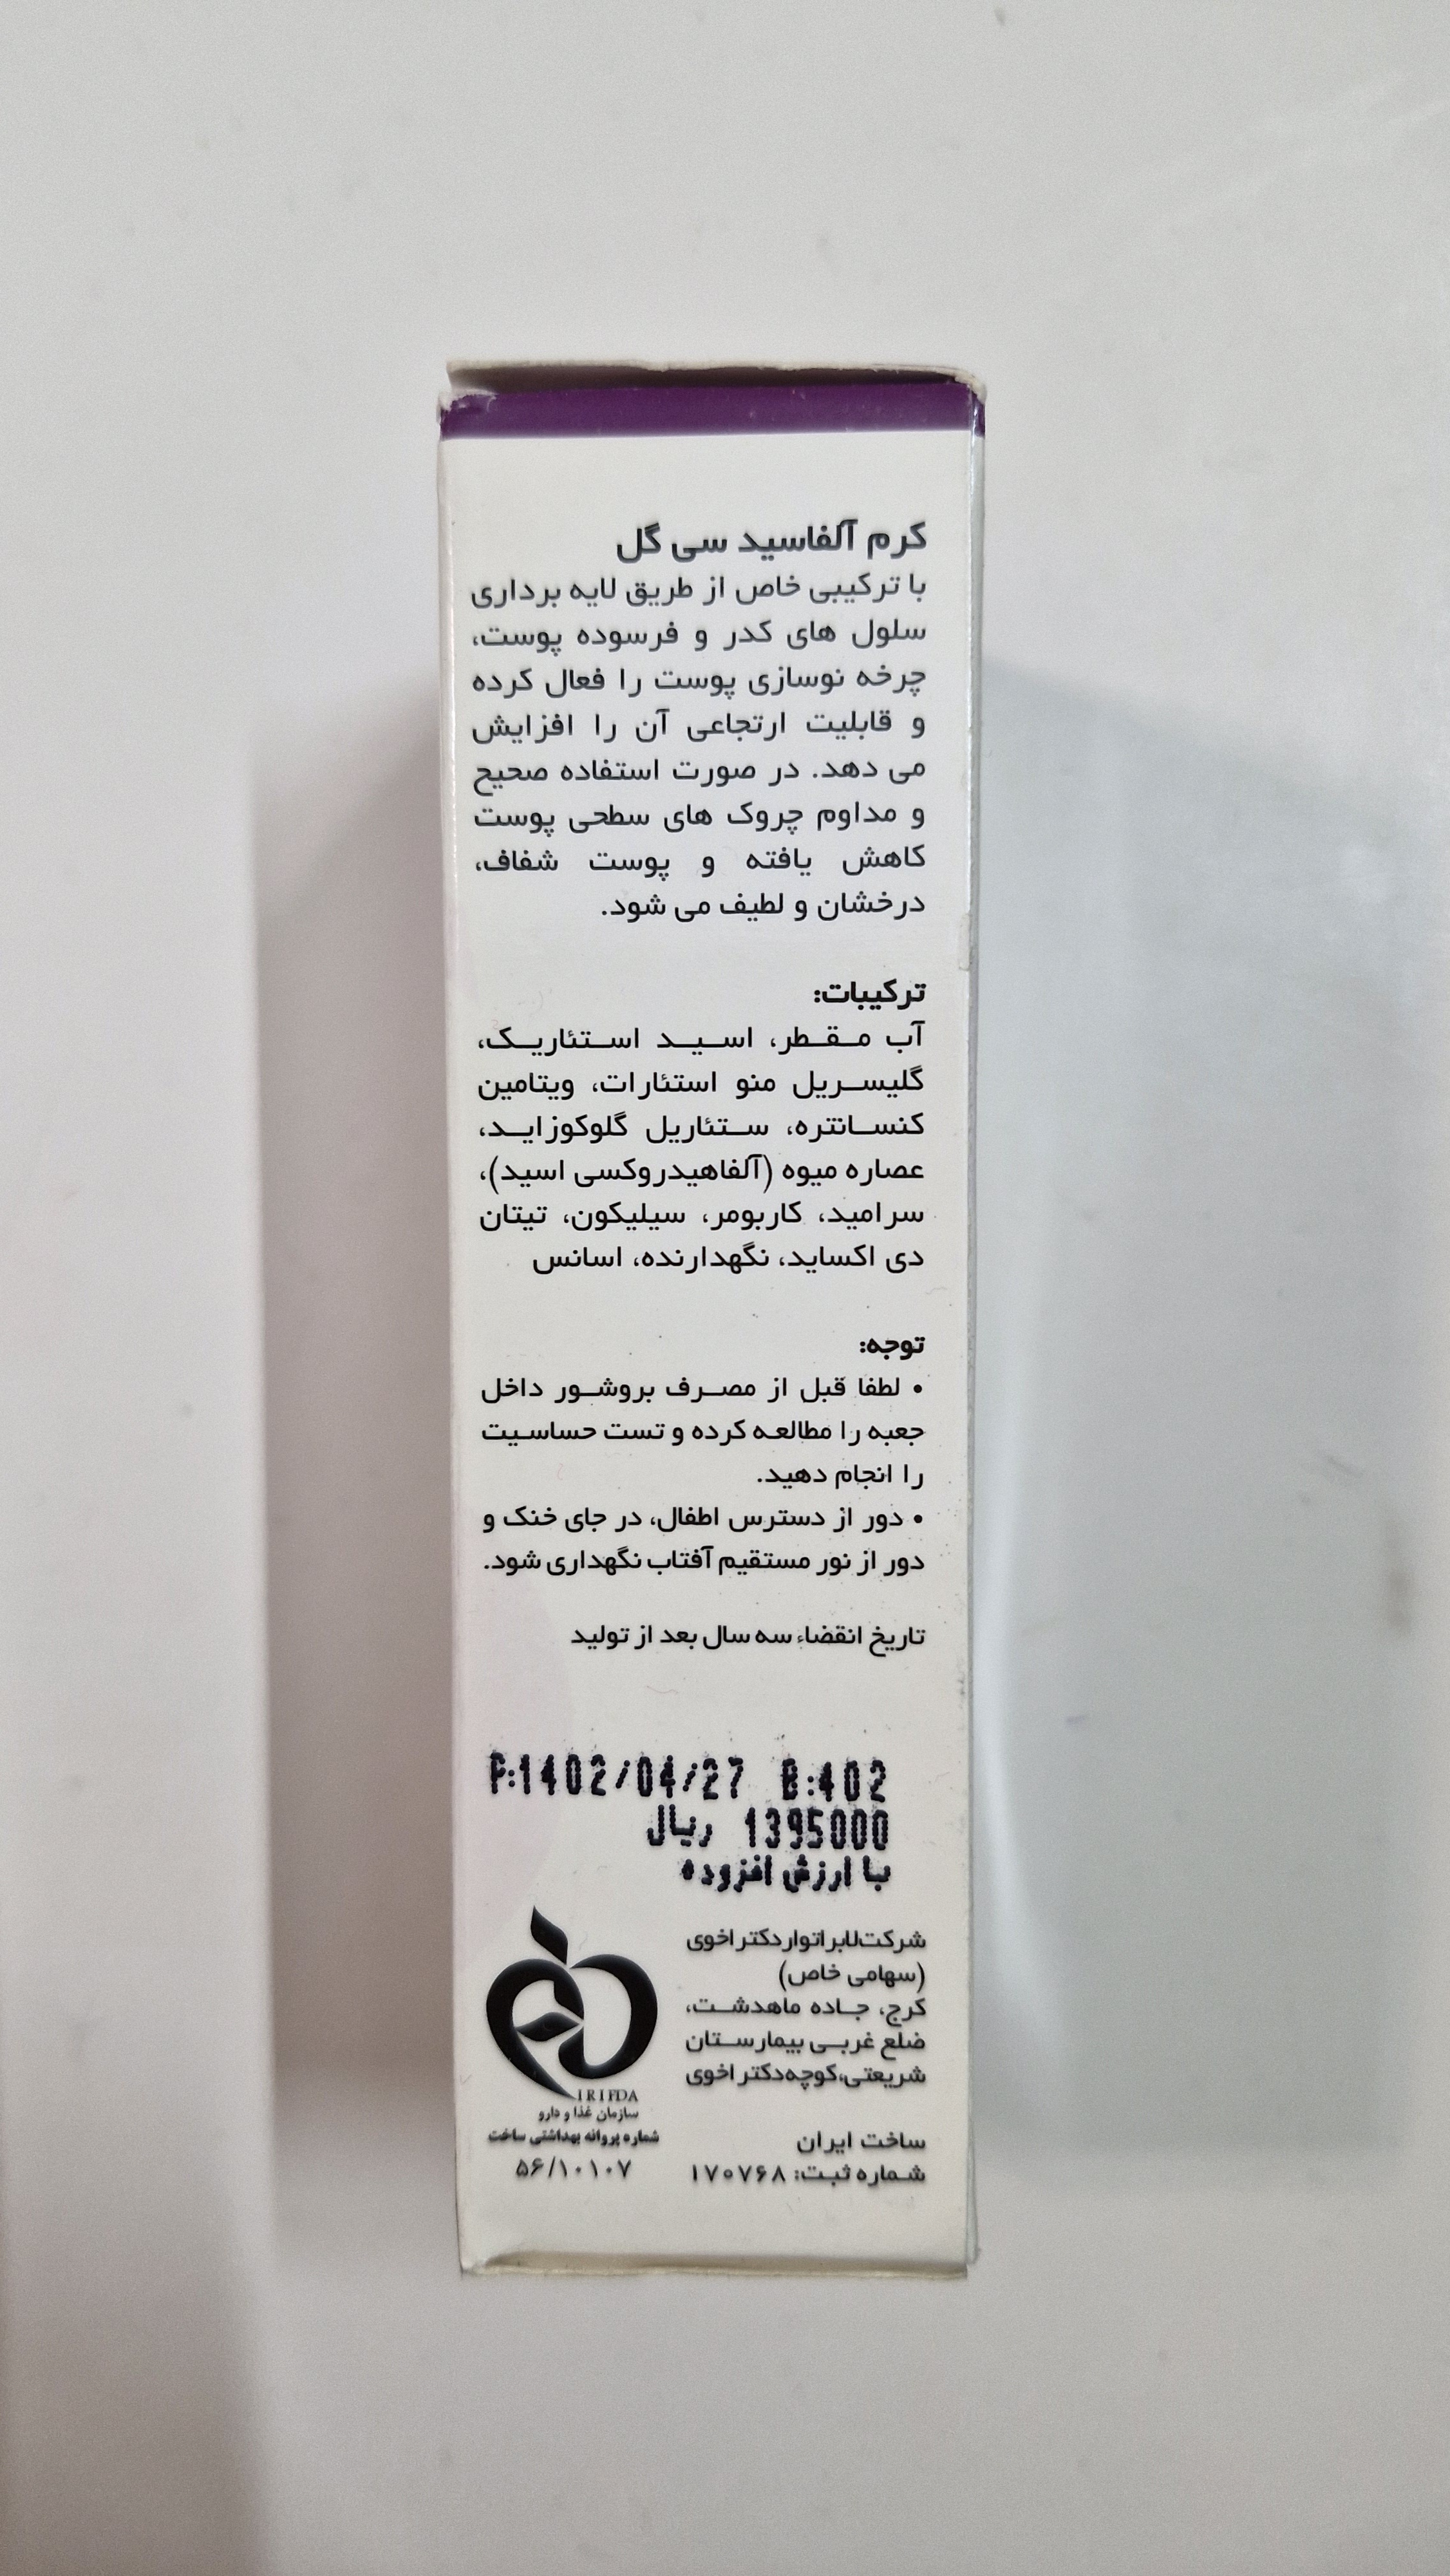 کرم آلفاسید سی گل
با ترکیبی خاص از طریق لایه برداری
سلول های کدر و فرسوده پوست،
چرخه نوسازی پوست را فعال کرده
و قابلیت ارتجاعی آن را افزایش
می دهد. در صورت استفاده صحیح
و مداوم چروک های سطحی پوست
کاهش یافته و پوست شفاف،
درخشان و لطیف می شود.
ترکیبات:
آب مقطر، اسید استئاریک،
گلیسریل منو استئارات، ویتامین
کنسانتره، ستئاریل گلوکوزاید،
عصاره میوه (آلفاهیدروکسی اسید)،
سرامید، کاربومر، سیلیکون، تیتان
دی اکساید، نگهدارنده، اسانس
توجه:
• لطفا قبل از مصرف بروشور داخل
جعبه را مطالعه کرده و تست حساسیت
را انجام دهید.
• دور از دسترس اطفال، در جای خنک و
دور از نور مستقیم آفتاب نگهداری شود.
تاریخ انقضاء سه سال بعد از تولید
P:1402/04/27 B:402
1395000 ریال
با ارزش افزوده
شرکت لابراتوار دکتر اخوی
(سهامی خاص)
کرج، جاده ماهدشت،
ضلع غربی بیمارستان
شریعتی، کوچه دکتر اخوی
ساخت ایران
شماره ثبت: ۱۷۰۷۶۸
IRIFDA
سازمان غذا و دارو
شماره پروانه بهداشتی ساخت
۵۶/۱۰۱۰۷